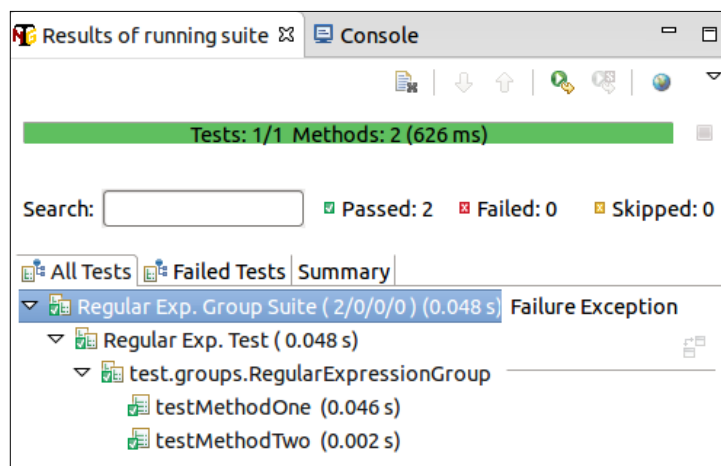 Results of running suite Console
Tests: 1/1 Methods: 2 (626 ms)
Search: Passed: 2 Failed: 0 Skipped: 0
All Tests Failed Tests Summary
Regular Exp. Group Suite ( 2/0/0/0 ) (0.048 s) Failure Exception
Regular Exp. Test ( 0.048 s)
test.groups.RegularExpressionGroup
testMethodOne (0.046 s)
testMethodTwo (0.002 s)